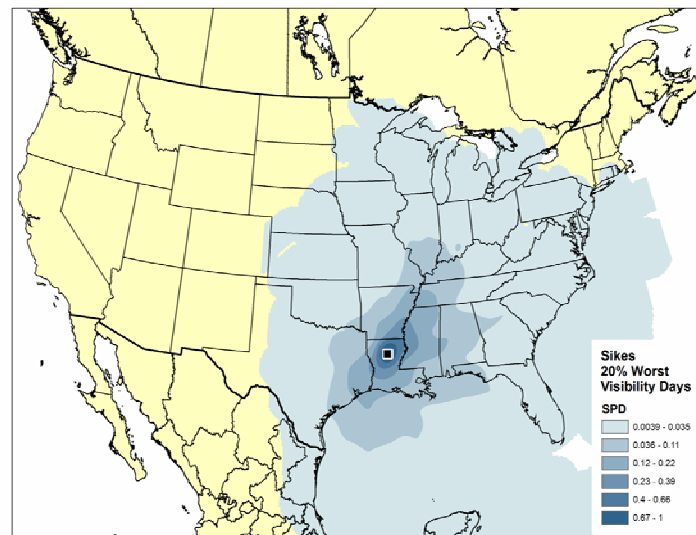 Sikes
20% Worst
Visibility Days
SPD
0.0039 - 0.035
0.036 - 0.11
0.12 - 0.22
0.23 - 0.39
0.4 - 0.66
0.67 - 1